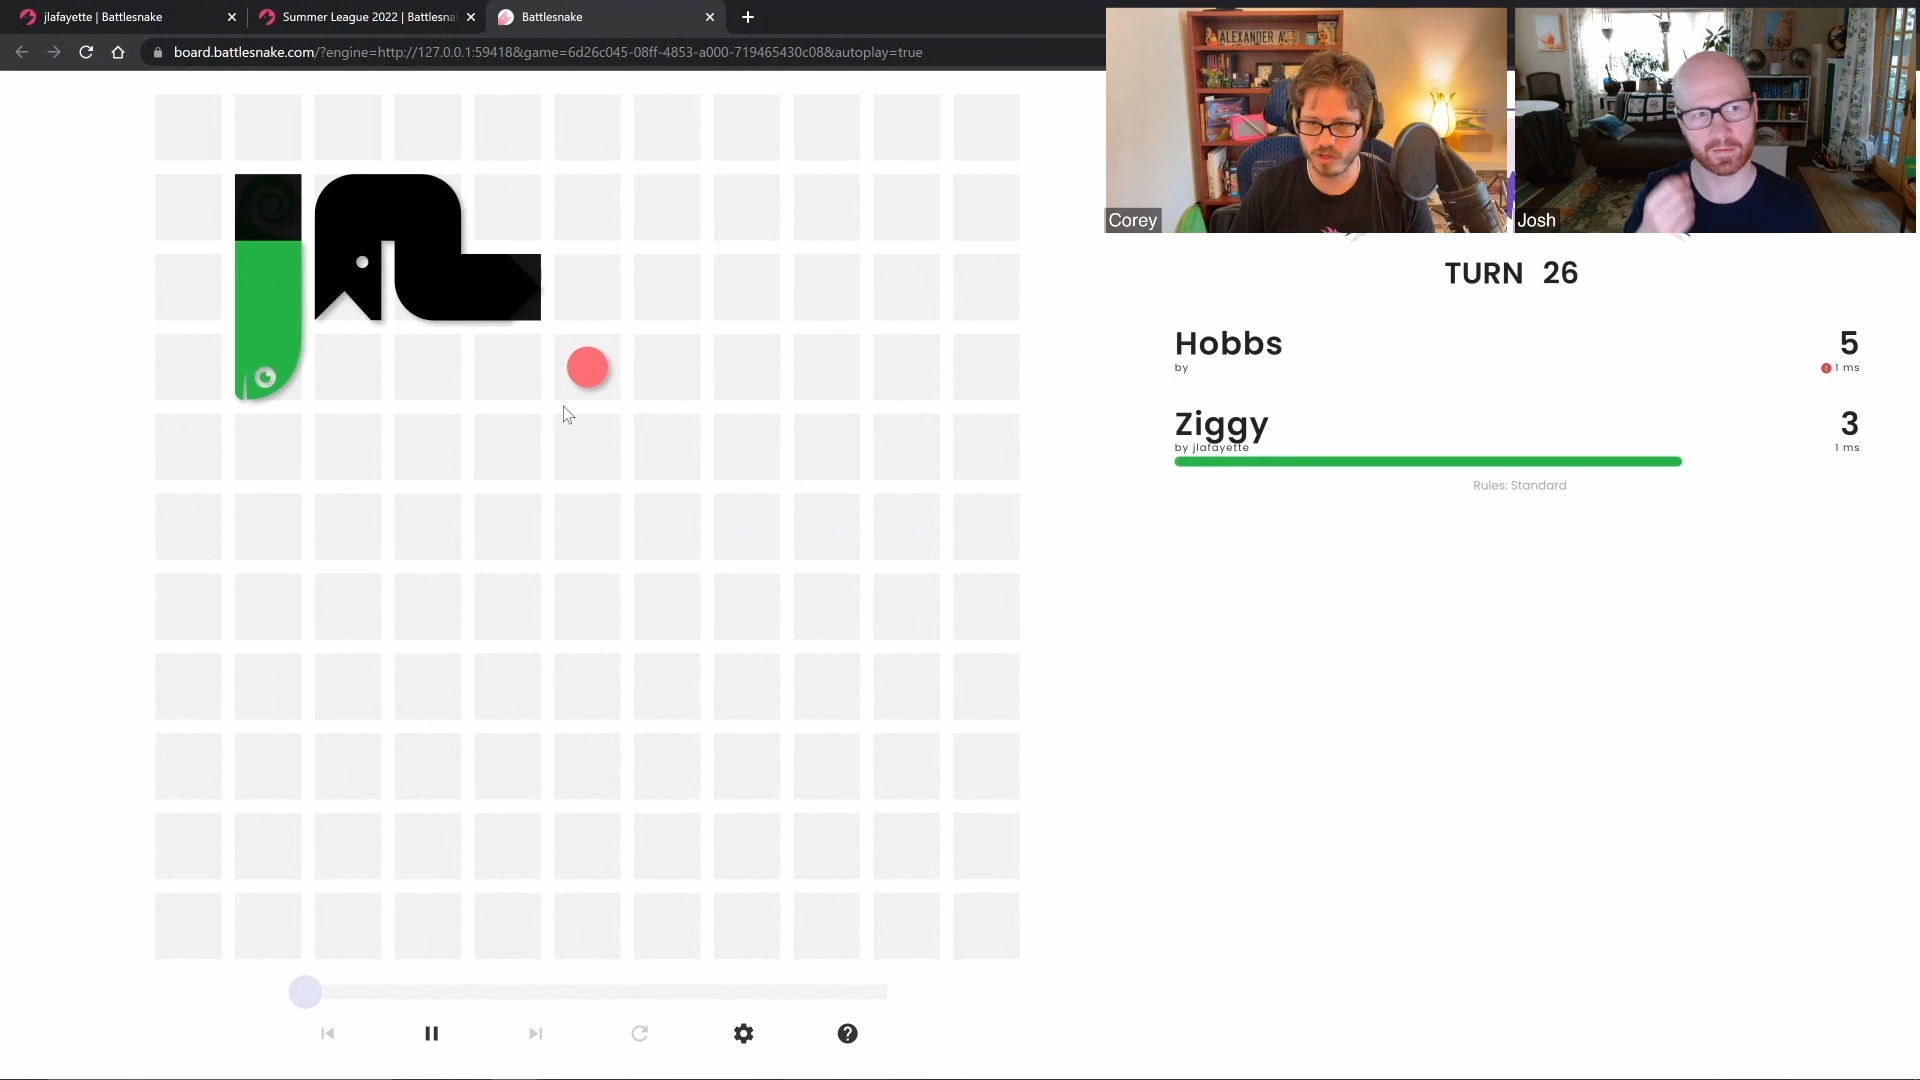 jlafayette | Battlesnake
Summer League 2022 | Battlesna
Battlesnake
board.battlesnake.com/?engine=http://127.0.0.1:59418&game=6d26c045-08ff-4853-a000-719465430c08&autoplay=true
ALEXANDER A
Corey
Josh
TURN 26
Hobbs 5
by 1 ms
Ziggy 3
by jlafayette 1 ms
Rules: Standard